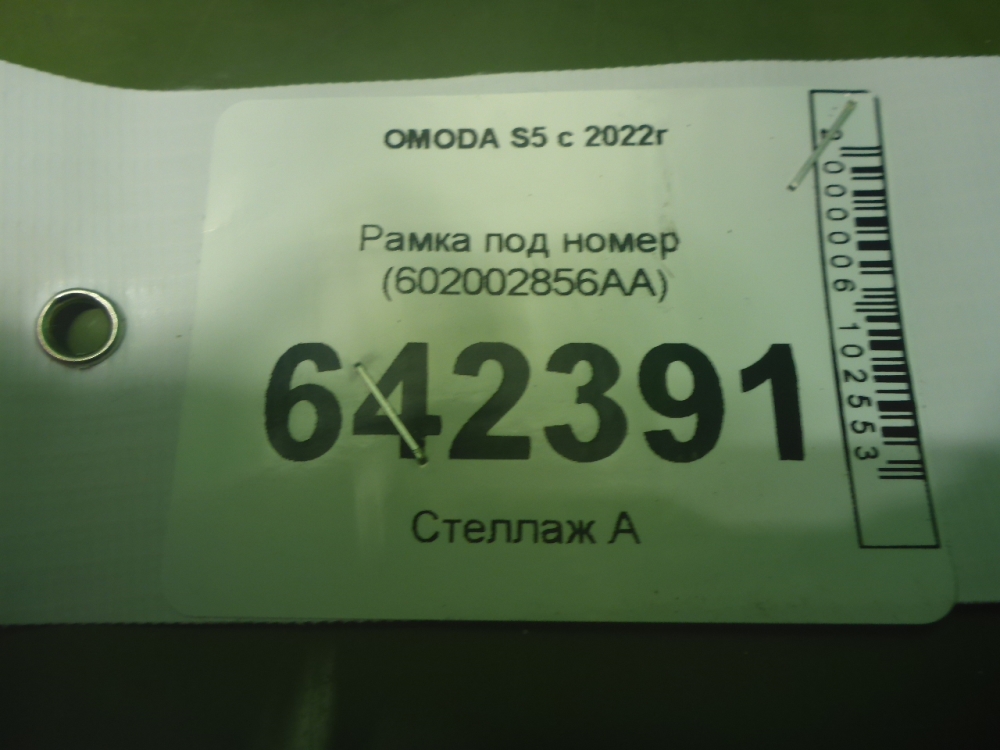 OMODA S5 с 2022г
Рамка под номер
(602002856AA)
642391
Стеллаж А
2000006102553